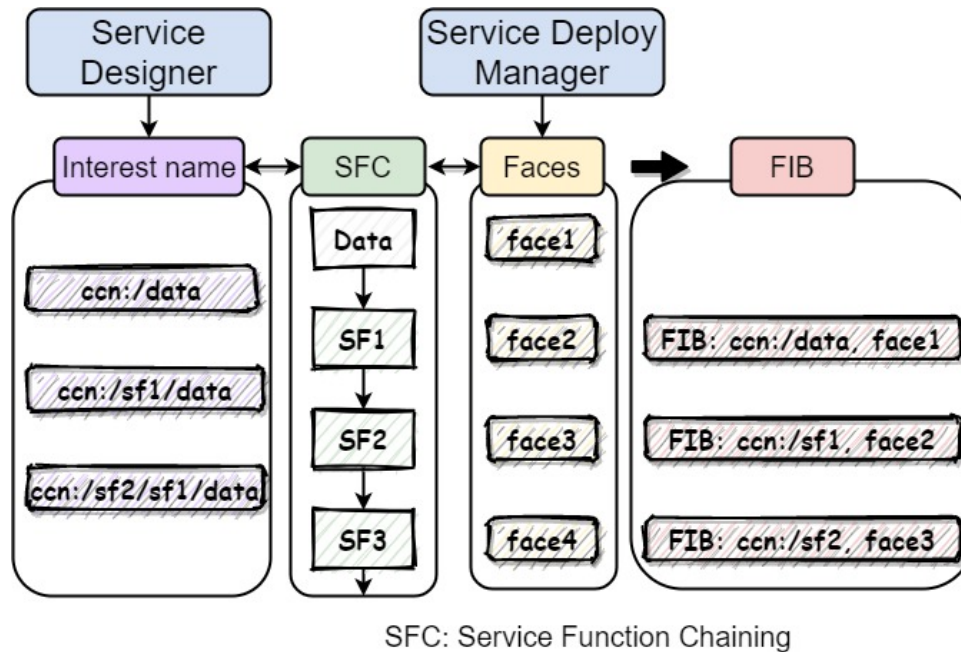 Service
Designer
Service Deploy
Manager
Interest name
SFC
Faces
FIB
ccn:/data
ccn:/sf1/data
ccn:/sf2/sf1/data
Data
SF1
SF2
SF3
face1
face2
face3
face4
FIB: ccn:/data, face1
FIB: ccn:/sf1, face2
FIB: ccn:/sf2, face3
SFC: Service Function Chaining